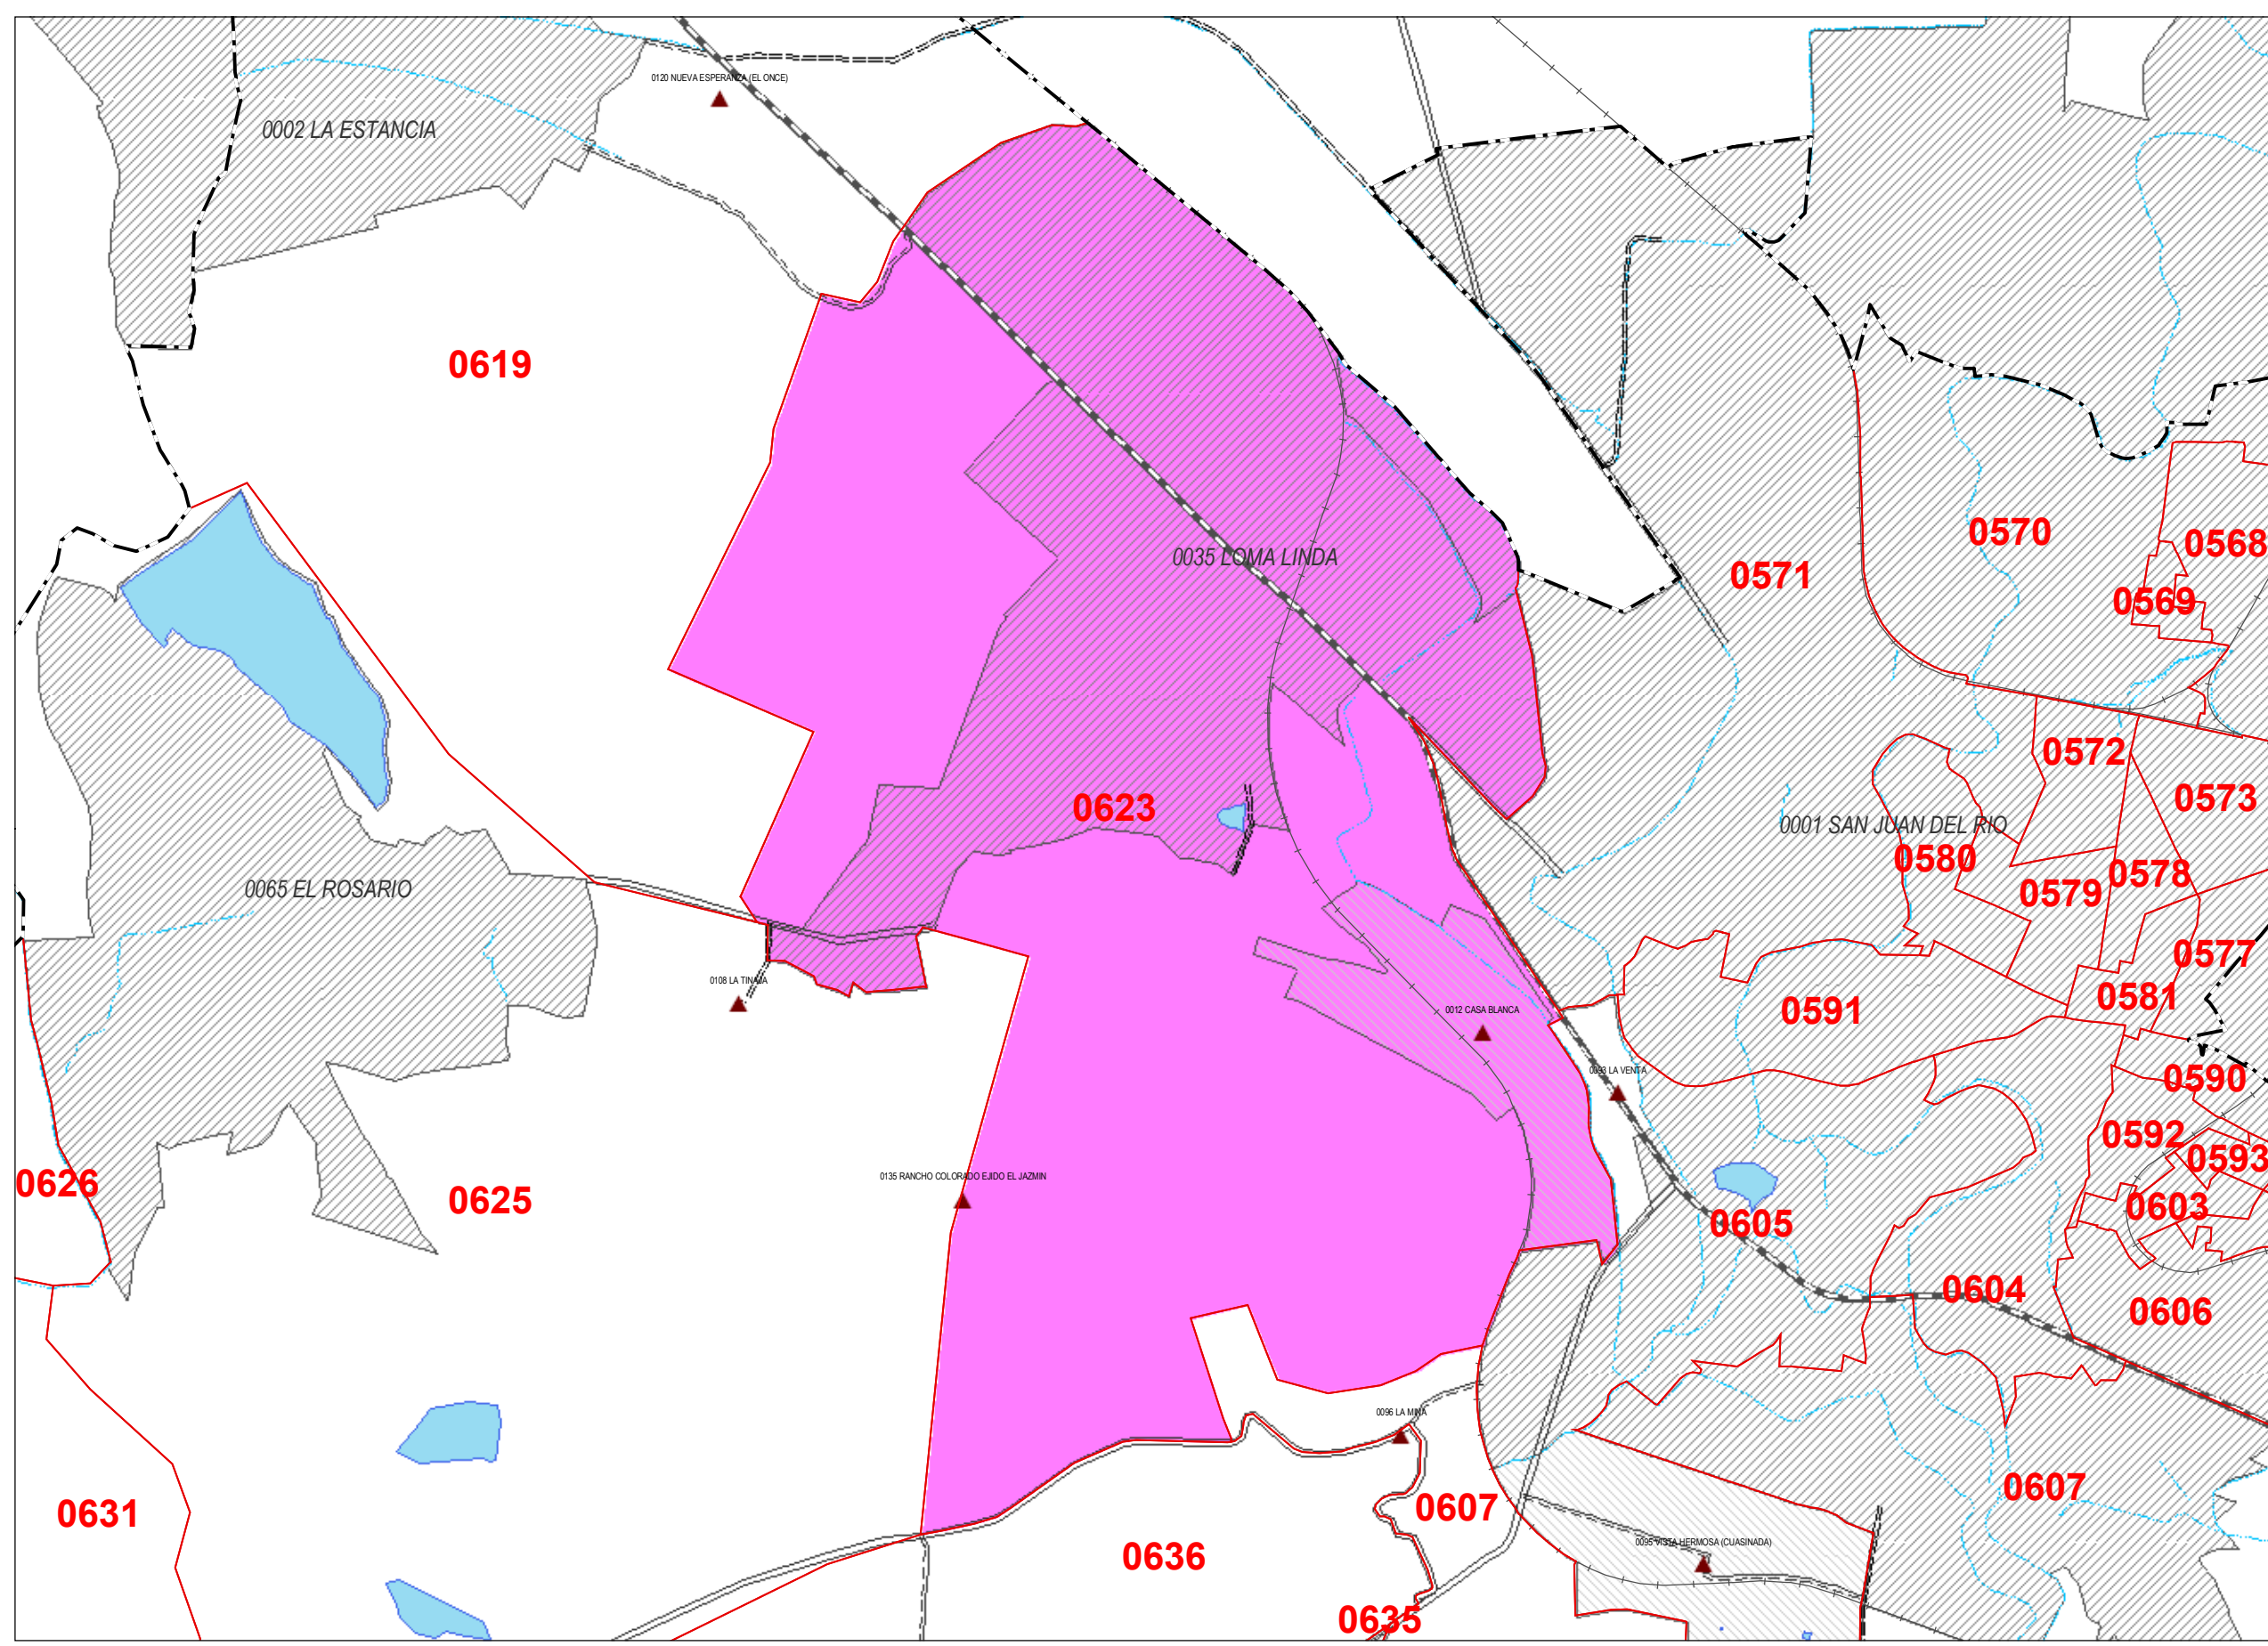 0120 NUEVA ESPERANZA (EL ONCE)
0002 LA ESTANCIA
0619
0570
0568
0035 LOMA LINDA
0571
0569
0572
0573
0623
0001 SAN JUAN DEL RIO
0580
0578
0065 EL ROSARIO
0579
0577
0108 LA TINAJA
0581
0012 CASA BLANCA
0591
0093 LA VENTA
0590
0592
0593
0626
0135 RANCHO COLORADO EJIDO EL JAZMIN
0625
0603
0605
0604
0606
0096 LA MINA
0631
0607
0607
0636
0095 VISTA HERMOSA (CUASINADA)
0635